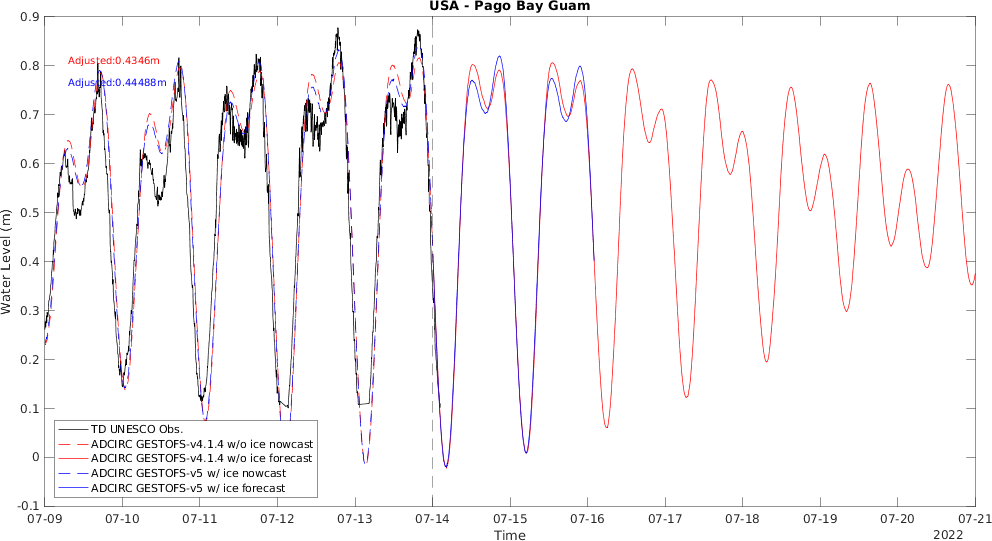 USA - Pago Bay Guam
0.9
0.8
0.7
0.6
0.5
0.4
0.3
0.2
0.1
0
-0.1
Water Level (m)
Adjusted:0.4346m
Adjusted:0.44488m
TD UNESCO Obs.
ADCIRC GESTOFS-v4.1.4 w/o ice nowcast
ADCIRC GESTOFS-v4.1.4 w/o ice forecast
ADCIRC GESTOFS-v5 w/ ice nowcast
ADCIRC GESTOFS-v5 w/ ice forecast
07-09 07-10 07-11 07-12 07-13 07-14 07-15 07-16 07-17 07-18 07-19 07-20 07-21
Time
2022